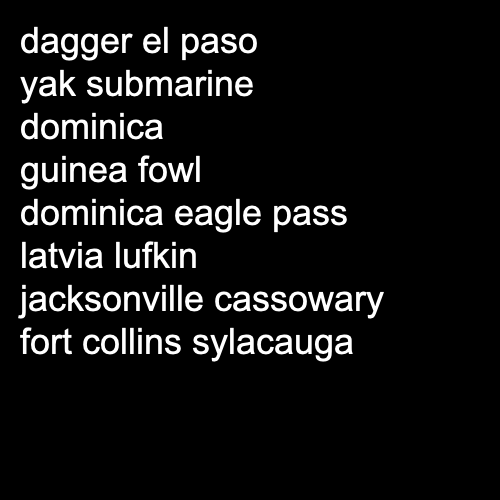 dagger el paso
yak submarine
dominica
guinea fowl
dominica eagle pass
latvia lufkin
jacksonville cassowary
fort collins sylacauga